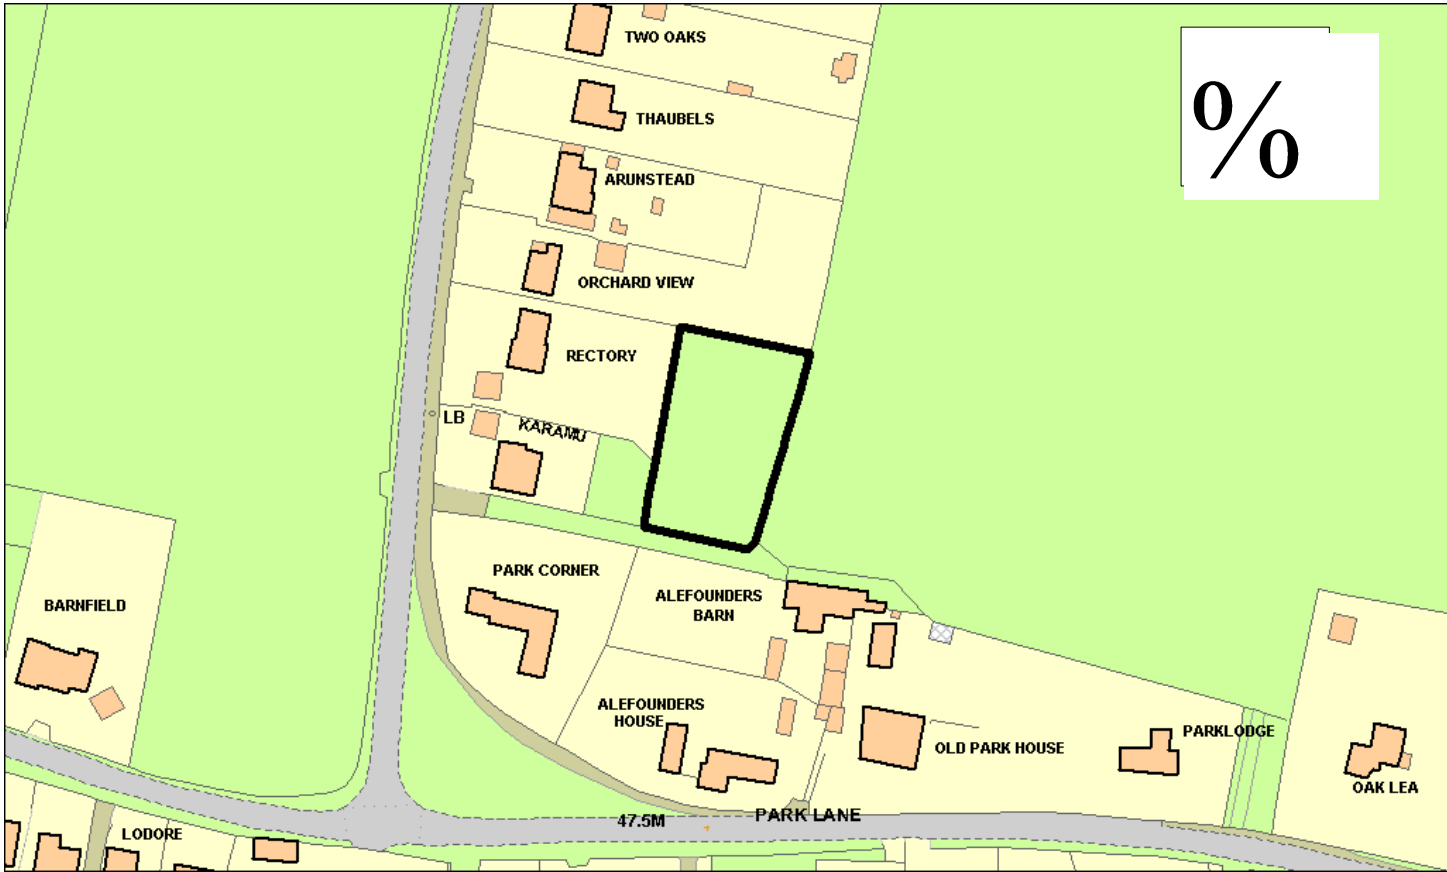 TWO OAKS
%
THAUBELS
ARUNSTEAD
ORCHARD VIEW
RECTORY
LB
KARAMU
PARK CORNER
ALEFOUNDERS
BARN
BARNFIELD
ALEFOUNDERS
HOUSE
OLD PARK HOUSE
PARKLODGE
OAK LEA
PARK LANE
47.5M
LODORE